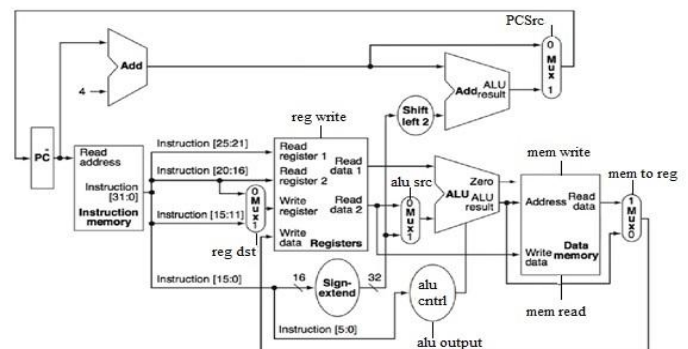 PCSrc
0
M
u
x
1
Add
4
Add ALU
result
Shift
left 2
reg write
PC
Read
address
Instruction
[31:0]
Instruction
memory
Instruction [25:21]
Instruction [20:16]
Instruction [15:11]
0
M
u
x
1
reg dst
Read
register 1
Read
data 1
Read
register 2
Write
register
Read
data 2
Write
data
Registers
alu src
0
M
u
x
1
Zero
ALU ALU
result
mem write
Address
Read
data
Write
data
Data
memory
mem read
mem to reg
1
M
u
x
0
Instruction [15:0]
16
Sign-
extend
32
alu
cntrl
Instruction [5:0]
alu output